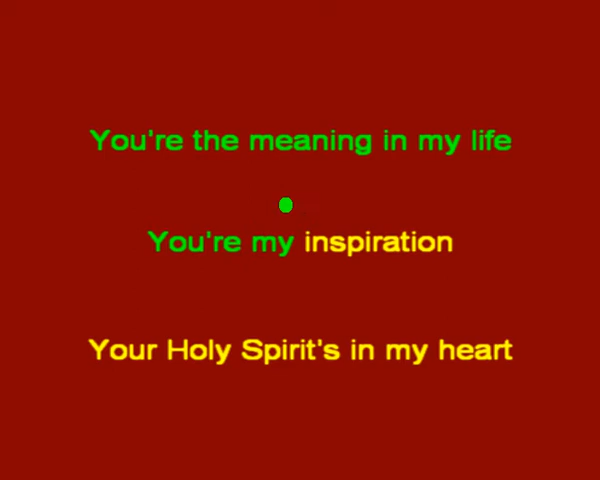 You're the meaning in my life
You're my inspiration
Your Holy Spirit's in my heart